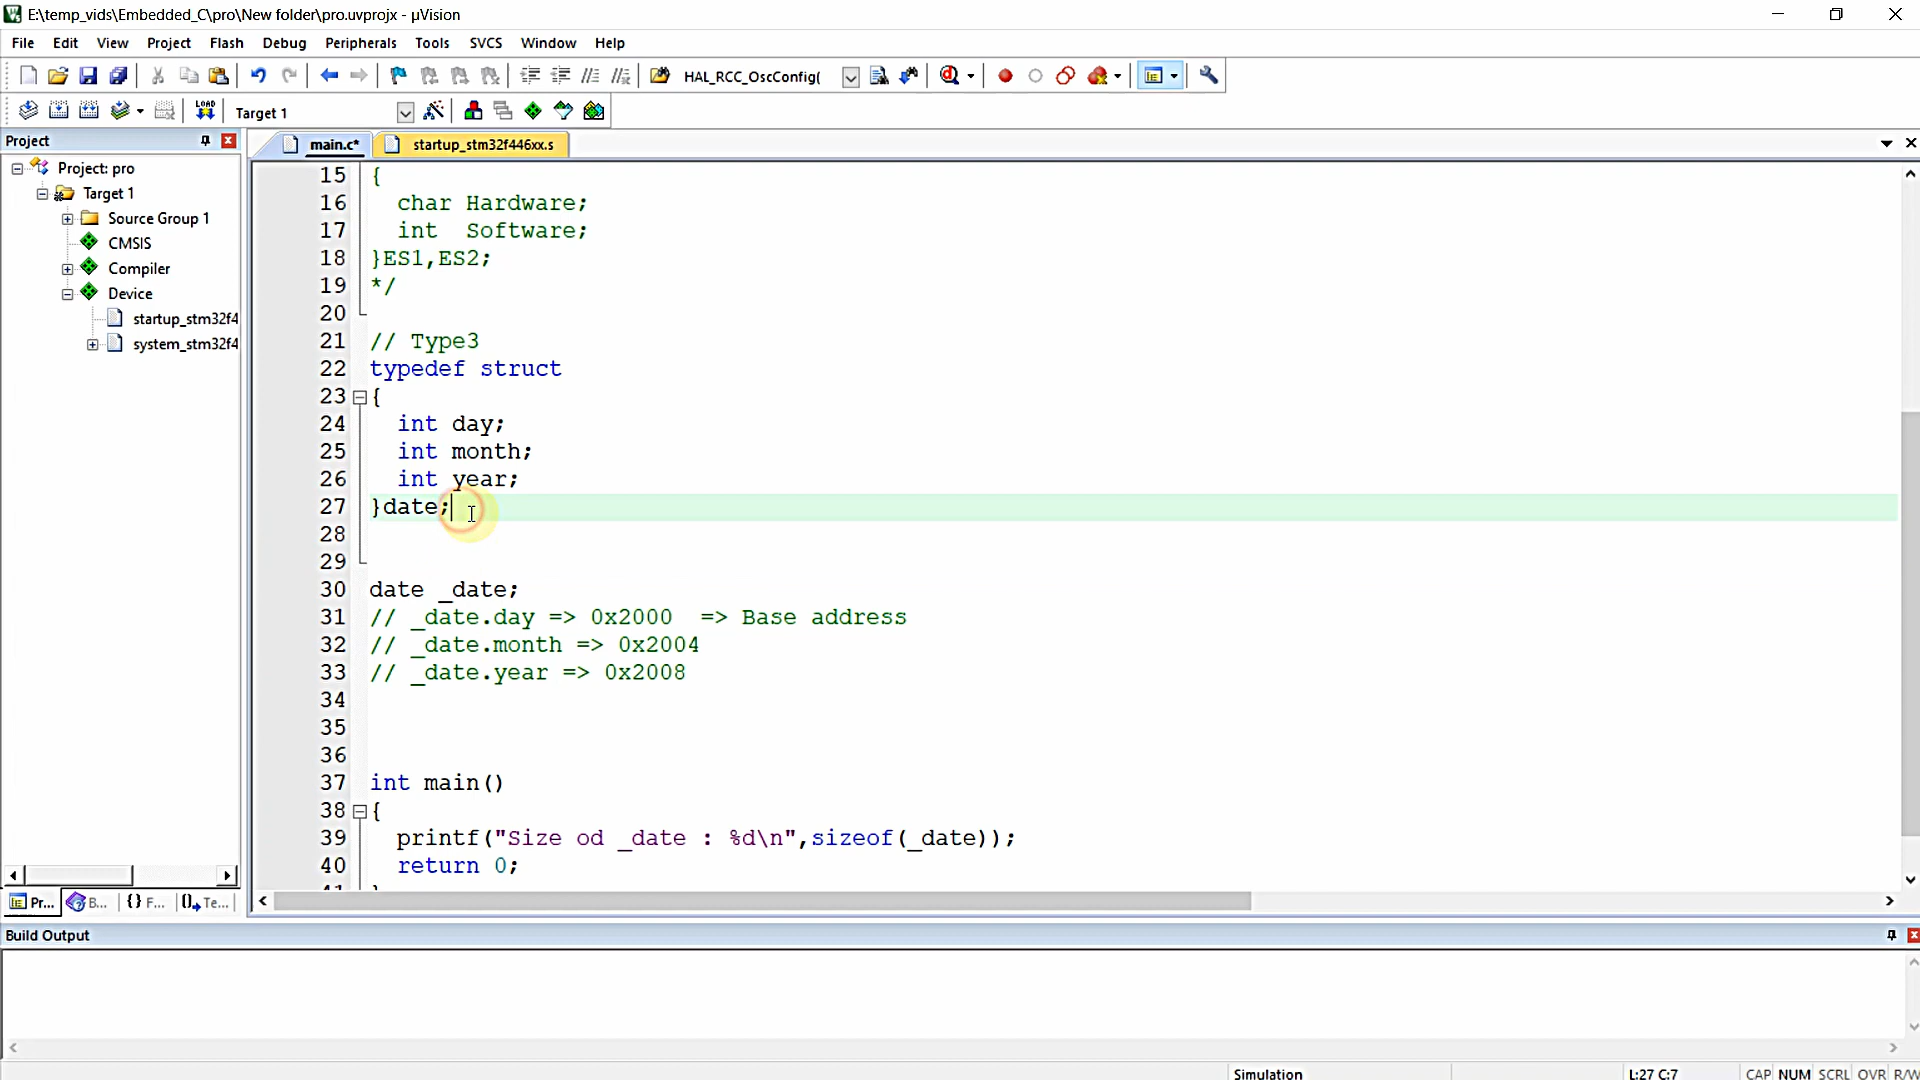 E:\temp_vids\Embedded_C\pro\New folder\pro.uvprojx - µVision
File Edit View Project Flash Debug Peripherals Tools SVCS Window Help
HAL_RCC_OscConfig(
LOAD Target 1
Project
main.c* startup_stm32f446xx.s
Project: pro
Target 1
Source Group 1
CMSIS
Compiler
Device
startup_stm32f4
system_stm32f4
15 {
16 char Hardware;
17 int Software;
18 }ES1,ES2;
19 */
20
21 // Type3
22 typedef struct
23 {
24 int day;
25 int month;
26 int year;
27 }date;
28
29
30 date _date;
31 // _date.day => 0x2000 => Base address
32 // _date.month => 0x2004
33 // _date.year => 0x2008
34
35
36
37 int main()
38 {
39 printf("Size od _date : %d\n",sizeof(_date));
40 return 0;
41 }
Pr... B... {} F... Te...
Build Output
Simulation L:27 C:7 CAP NUM SCRL OVR R/W